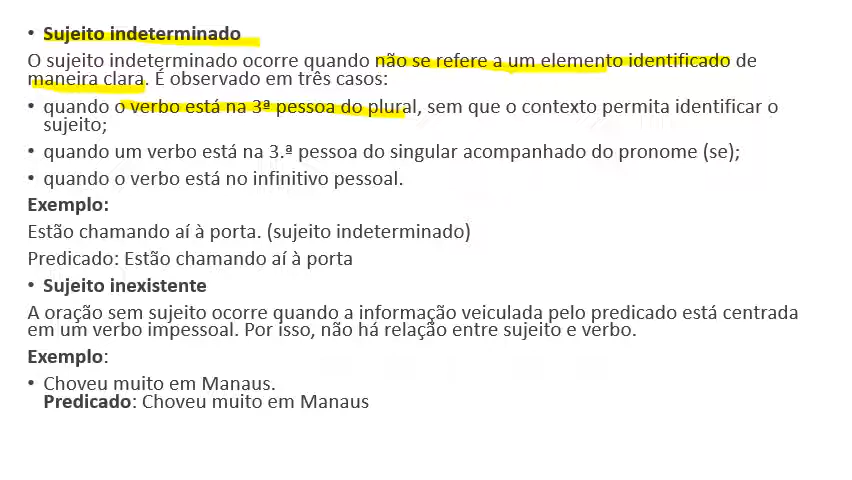 • Sujeito indeterminado
O sujeito indeterminado ocorre quando não se refere a um elemento identificado de
maneira clara. É observado em três casos:
• quando o verbo está na 3ª pessoa do plural, sem que o contexto permita identificar o
sujeito;
• quando um verbo está na 3.ª pessoa do singular acompanhado do pronome (se);
• quando o verbo está no infinitivo pessoal.
Exemplo:
Estão chamando aí à porta. (sujeito indeterminado)
Predicado: Estão chamando aí à porta
• Sujeito inexistente
A oração sem sujeito ocorre quando a informação veiculada pelo predicado está centrada
em um verbo impessoal. Por isso, não há relação entre sujeito e verbo.
Exemplo:
• Choveu muito em Manaus.
Predicado: Choveu muito em Manaus